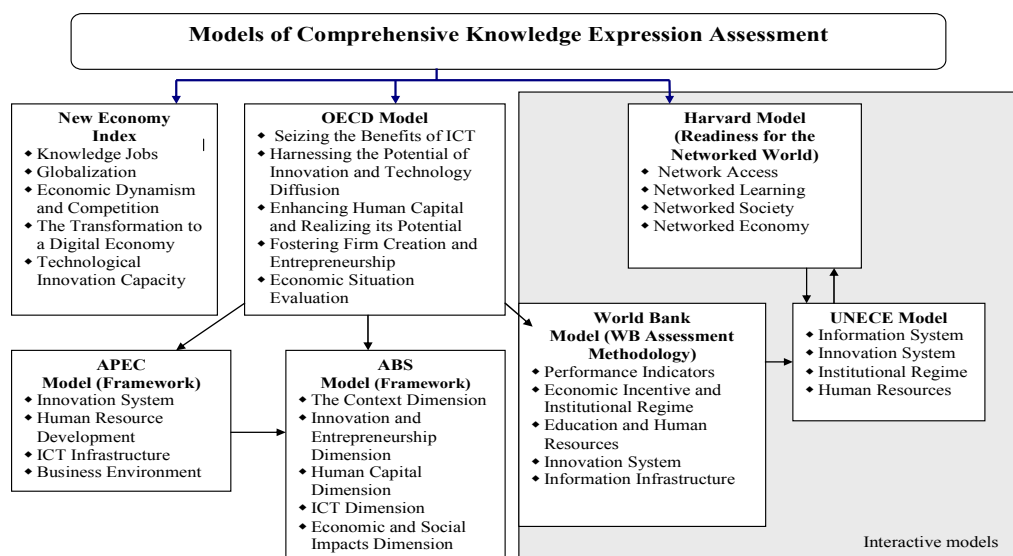 Models of Comprehensive Knowledge Expression Assessment
New Economy
Index
Knowledge Jobs
Globalization
Economic Dynamism
and Competition
The Transformation to
a Digital Economy
Technological
Innovation Capacity
OECD Model
Seizing the Benefits of ICT
Harnessing the Potential of
Innovation and Technology
Diffusion
Enhancing Human Capital
and Realizing its Potential
Fostering Firm Creation and
Entrepreneurship
Economic Situation
Evaluation
Harvard Model
(Readiness for the
Networked World)
Network Access
Networked Learning
Networked Society
Networked Economy
APEC
Model (Framework)
Innovation System
Human Resource
Development
ICT Infrastructure
Business Environment
ABS
Model (Framework)
The Context Dimension
Innovation and
Entrepreneurship
Dimension
Human Capital
Dimension
ICT Dimension
Economic and Social
Impacts Dimension
World Bank
Model (WB Assessment
Methodology)
Performance Indicators
Economic Incentive and
Institutional Regime
Education and Human
Resources
Innovation System
Information Infrastructure
UNECE Model
Information System
Innovation System
Institutional Regime
Human Resources
Interactive models